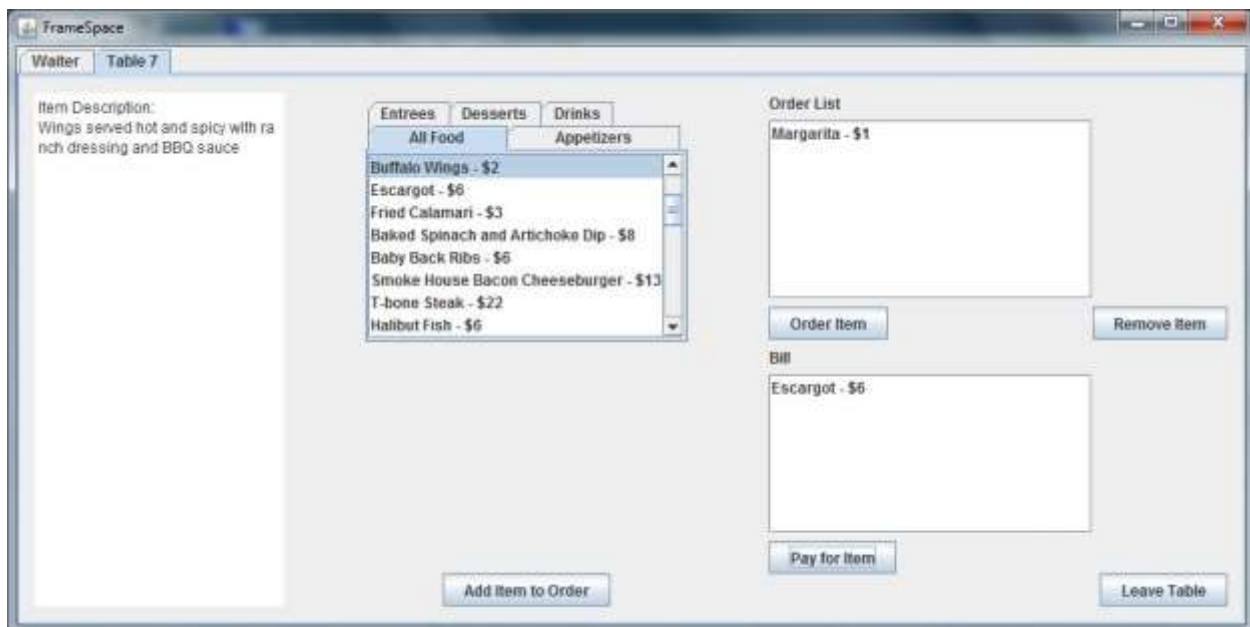 FrameSpace
Waiter
Table 7
Item Description:
Wings served hot and spicy with ra
nch dressing and BBQ sauce
Entrees
Desserts
Drinks
All Food
Appetizers
Buffalo Wings - $2
Escargot - $6
Fried Calamari - $3
Baked Spinach and Artichoke Dip - $8
Baby Back Ribs - $6
Smoke House Bacon Cheeseburger - $13
T-bone Steak - $22
Halibut Fish - $6
Add Item to Order
Order List
Margarita - $1
Order Item
Remove Item
Bill
Escargot - $6
Pay for Item
Leave Table